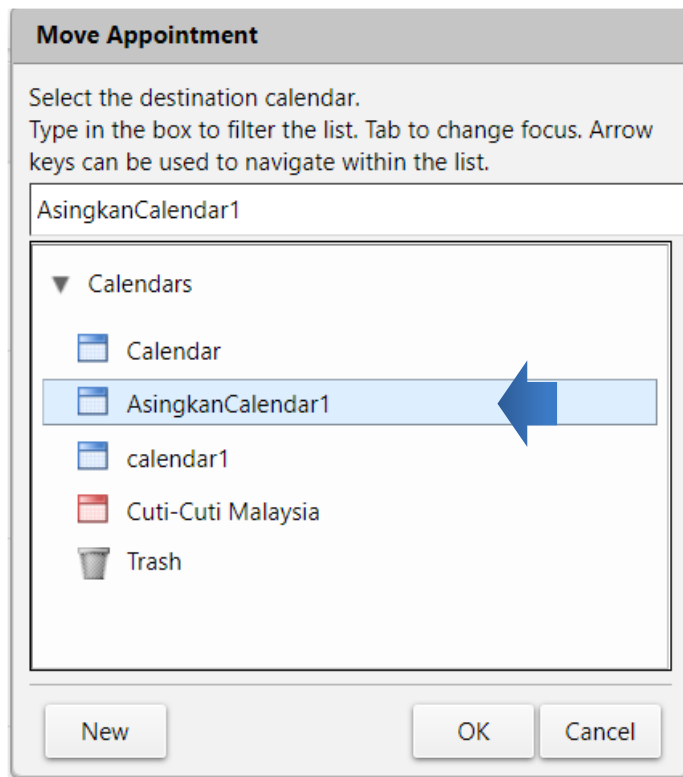 Move Appointment
Select the destination calendar.
Type in the box to filter the list. Tab to change focus. Arrow
keys can be used to navigate within the list.
AsingkanCalendar1
Calendars
Calendar
AsingkanCalendar1
calendar1
Cuti-Cuti Malaysia
Trash
New
OK
Cancel